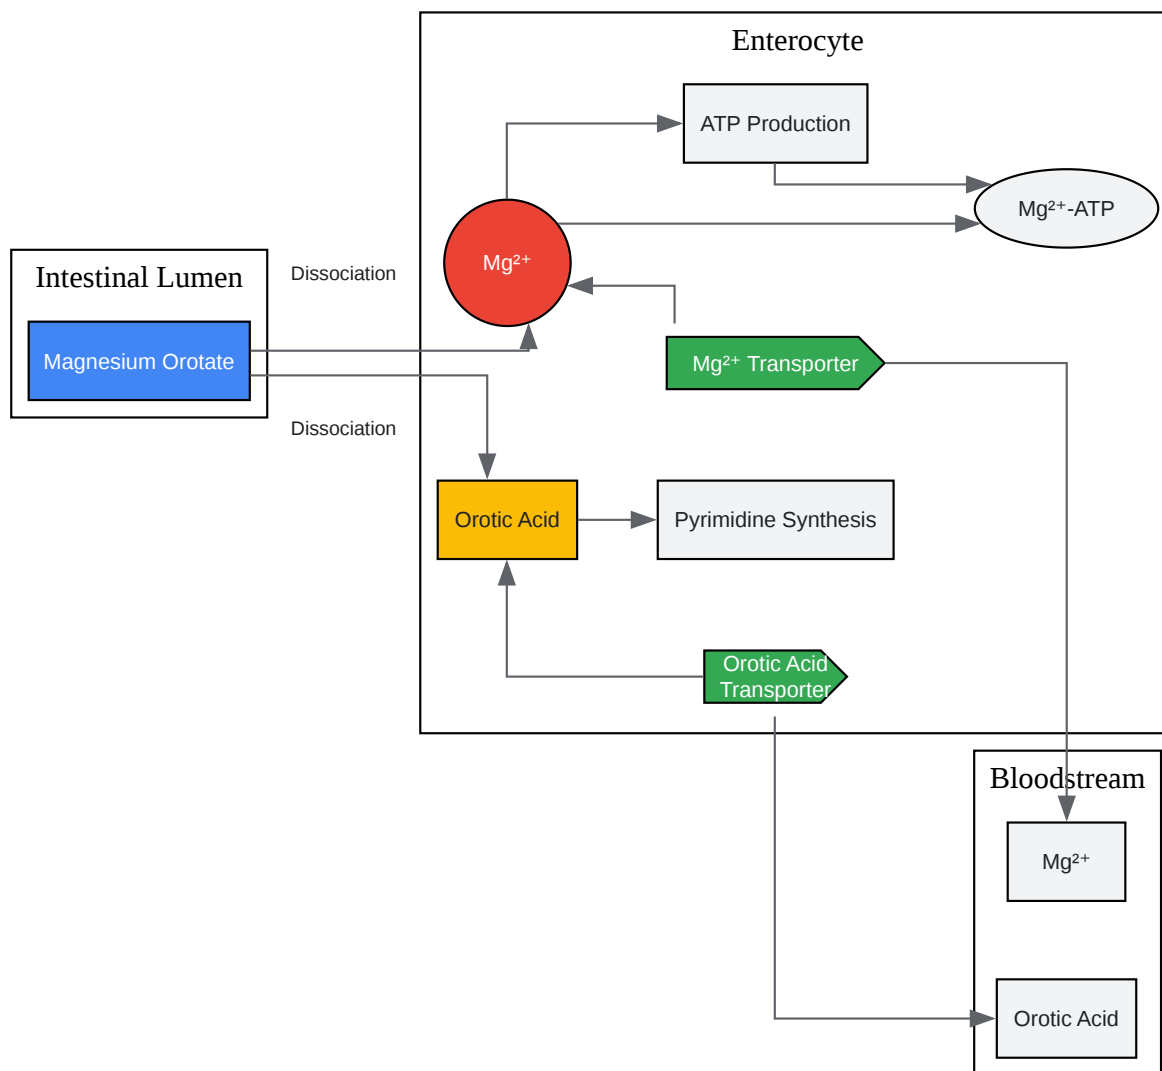 Enterocyte
ATP Production
Mg²⁺-ATP
Mg²⁺
Intestinal Lumen
Dissociation
Magnesium Orotate
Mg²⁺ Transporter
Dissociation
Orotic Acid
Pyrimidine Synthesis
Orotic Acid
Transporter
Bloodstream
Mg²⁺
Orotic Acid